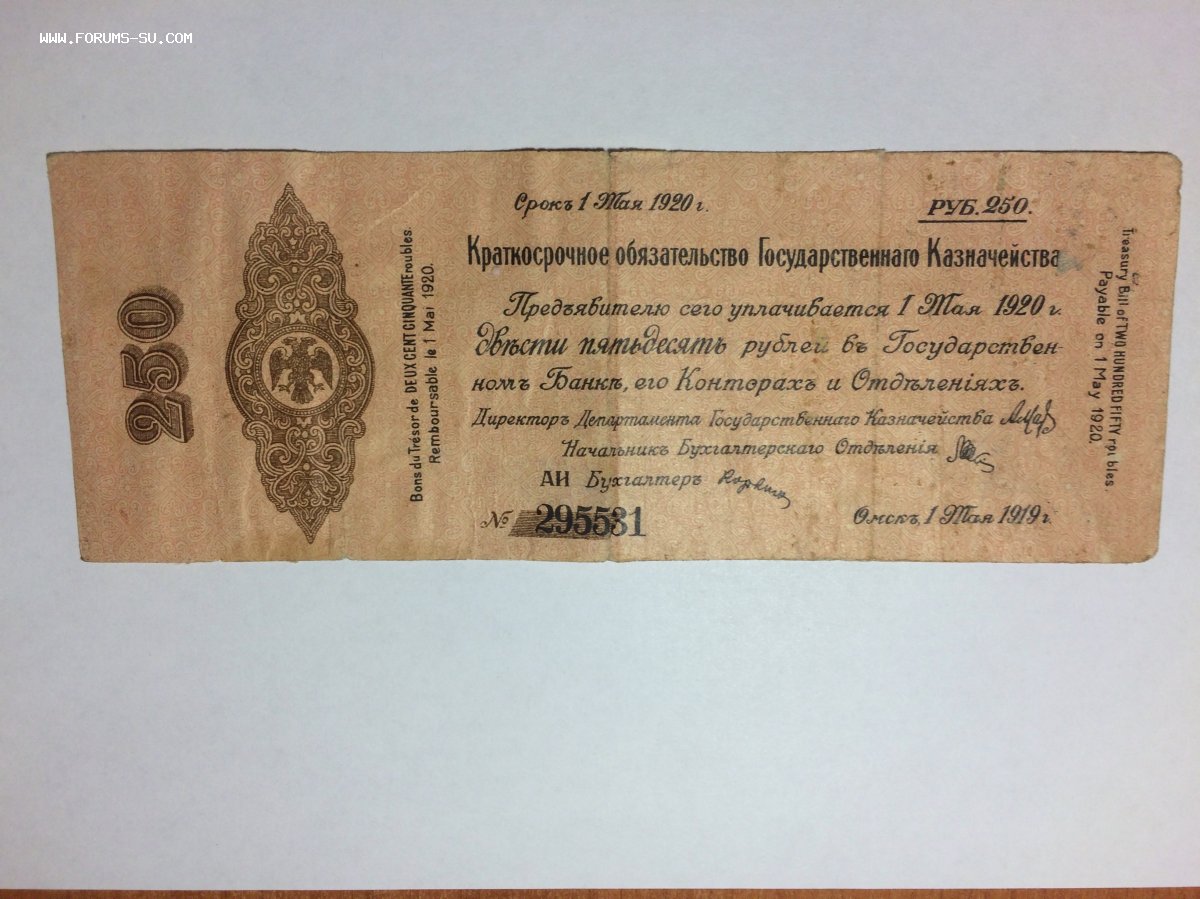 WWW.FORUMS-SU.COM
250
Bons du Trésor de DEUX CENT CINQUANTE roubles.
Remboursable le 1 Mai 1920.
Срокъ 1 Мая 1920 г.
РУБ. 250.
Краткосрочное обязательство Государственнаго Казначейства
Предъявителю сего уплачивается 1 Мая 1920 г.
Двѣсти пятьдесятъ рублей въ Государствен-
номъ Банкѣ, его Конторахъ и Отдѣленіяхъ.
Директоръ Департамента Государственнаго Казначейства
Начальникъ Бухгалтерскаго Отдѣленія
АИ Бухгалтеръ
№ 295531
Омскъ, 1 Мая 1919 г.
Treasury Bill of TWO HUNDRED FIFTY roubles.
Payable on 1 May 1920.